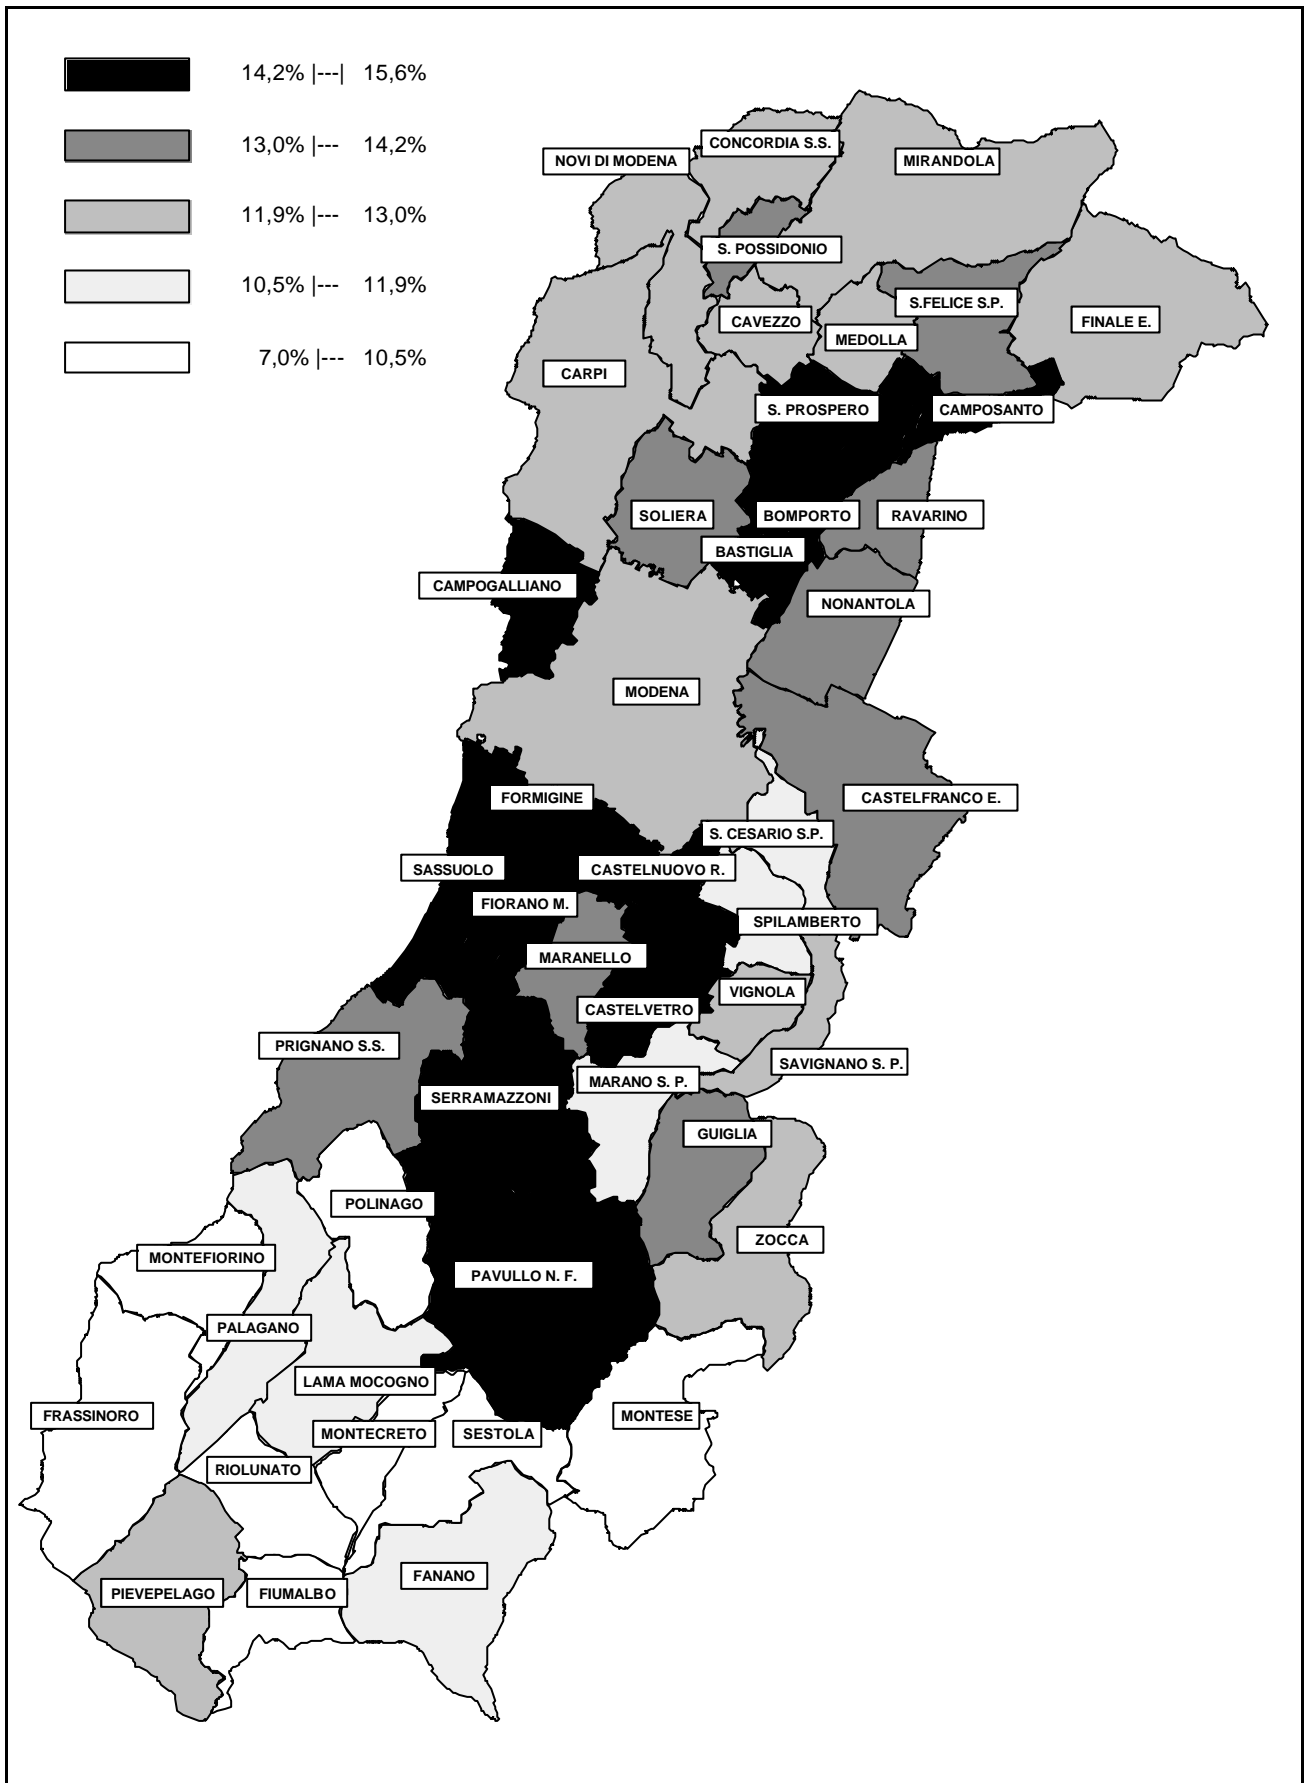 14,2% |---| 15,6%
13,0% |--- 14,2%
11,9% |--- 13,0%
10,5% |--- 11,9%
7,0% |--- 10,5%
CONCORDIA S.S.
NOVI DI MODENA
MIRANDOLA
S. POSSIDONIO
S.FELICE S.P.
CAVEZZO
FINALE E.
MEDOLLA
CARPI
S. PROSPERO
CAMPOSANTO
SOLIERA
BOMPORTO
RAVARINO
BASTIGLIA
CAMPOGALLIANO
NONANTOLA
MODENA
FORMIGINE
CASTELFRANCO E.
S. CESARIO S.P.
SASSUOLO
CASTELNUOVO R.
FIORANO M.
SPILAMBERTO
MARANELLO
VIGNOLA
CASTELVETRO
PRIGNANO S.S.
SAVIGNANO S. P.
MARANO S. P.
SERRAMAZZONI
GUIGLIA
POLINAGO
ZOCCA
MONTEFIORINO
PAVULLO N. F.
PALAGANO
LAMA MOCOGNO
FRASSINORO
MONTESE
MONTECRETO
SESTOLA
RIOLUNATO
FANANO
PIEVEPELAGO
FIUMALBO